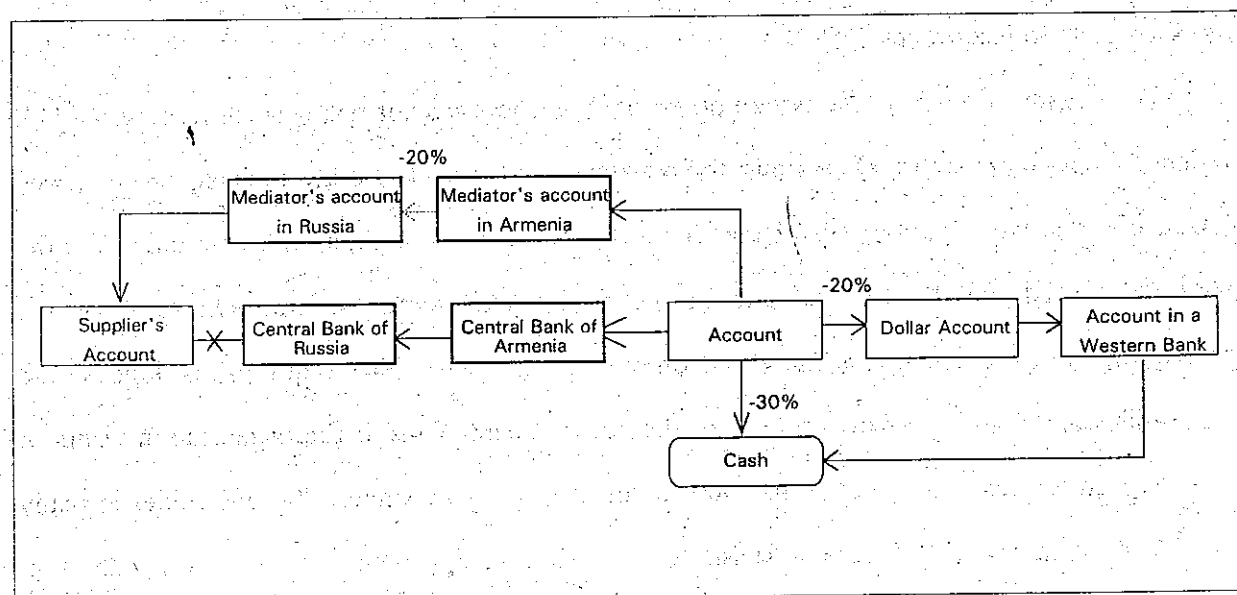 -20%
Mediator's account
in Russia
Mediator's account
in Armenia
Supplier's
Account
Central Bank of
Russia
Central Bank of
Armenia
Account
-20%
Dollar Account
Account in a
Western Bank
-30%
Cash